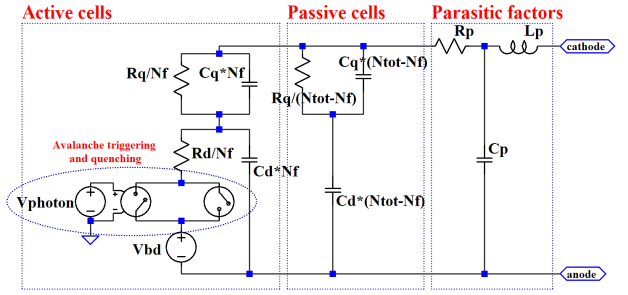 Active cells
Passive cells
Parasitic factors
Rp
Lp
cathode
Rq/Nf
Cq*Nf
Cq*(Ntot-Nf)
Rq/(Ntot-Nf)
Avalanche triggering
and quenching
Rd/Nf
Cd*Nf
Cp
Cd*(Ntot-Nf)
Vphoton
Vbd
anode